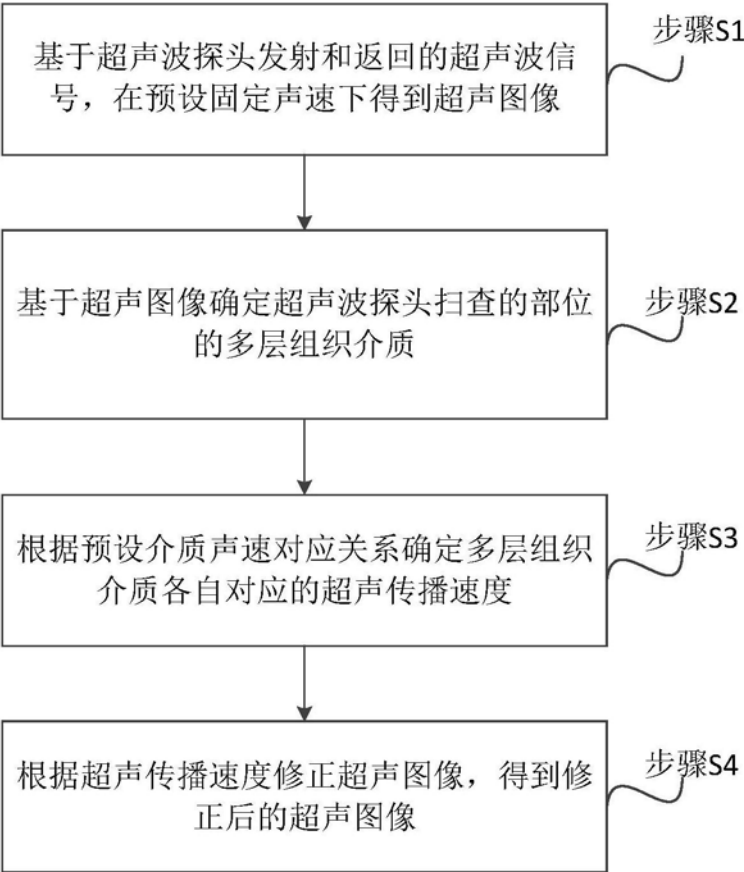 步骤S1
基于超声波探头发射和返回的超声波信
号，在预设固定声速下得到超声图像
步骤S2
基于超声图像确定超声波探头扫查的部位
的多层组织介质
步骤S3
根据预设介质声速对应关系确定多层组织
介质各自对应的超声传播速度
步骤S4
根据超声传播速度修正超声图像，得到修
正后的超声图像